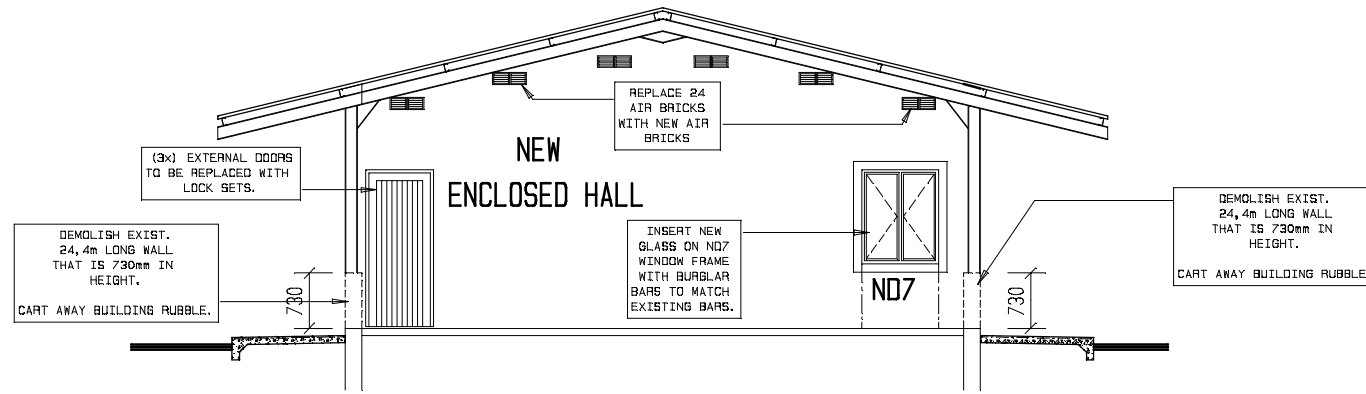 REPLACE 24
AIR BRICKS
WITH NEW AIR
BRICKS
(3x) EXTERNAL DOORS
TO BE REPLACED WITH
LOCK SETS.
NEW
ENCLOSED HALL
DEMOLISH EXIST.
24,4m LONG WALL
THAT IS 730mm IN
HEIGHT.
CART AWAY BUILDING RUBBLE.
730
INSERT NEW
GLASS ON ND7
WINDOW FRAME
WITH BURGLAR
BARS TO MATCH
EXISTING BARS.
ND7
730
DEMOLISH EXIST.
24,4m LONG WALL
THAT IS 730mm IN
HEIGHT.
CART AWAY BUILDING RUBBLE